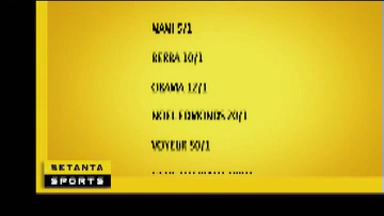 NANI 5/1
BERBA 10/1
OBAMA 12/1
NOEL EDMONDS 20/1
VOYEUR 50/1
SETANTA
SPORTS